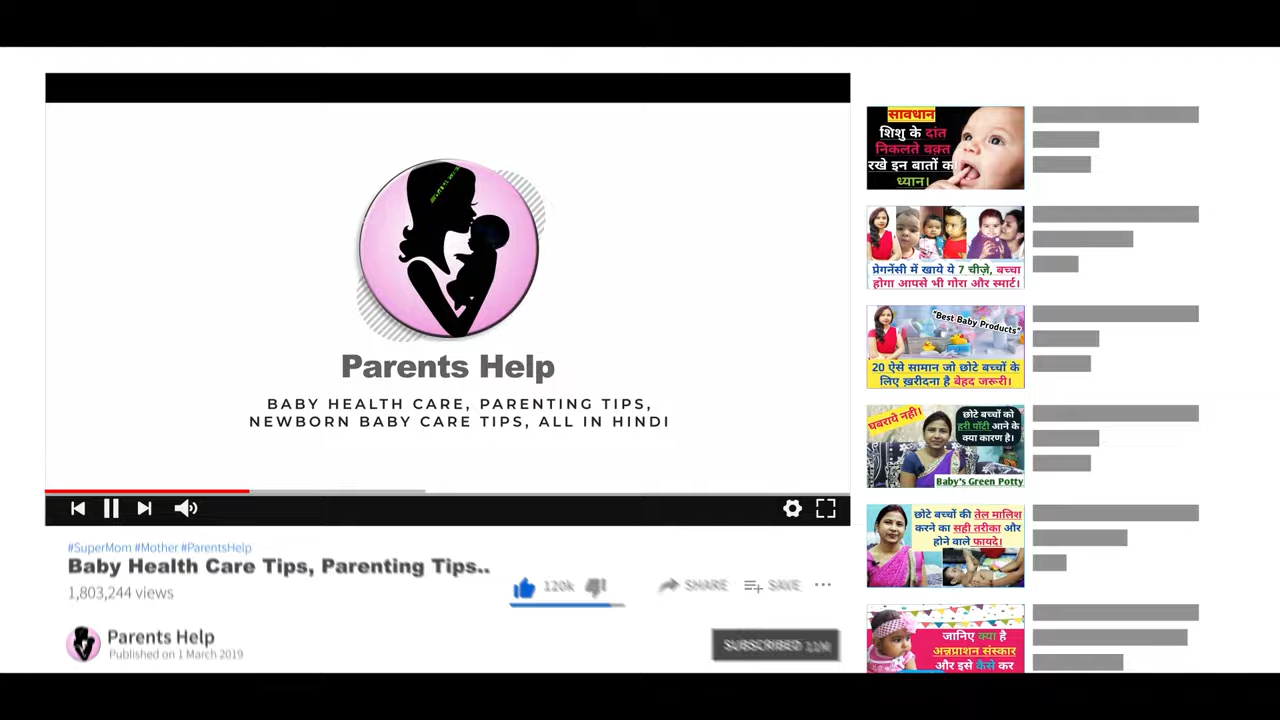 Parents Help
BABY HEALTH CARE, PARENTING TIPS,
NEWBORN BABY CARE TIPS, ALL IN HINDI
#SuperMom #Mother #ParentsHelp
Baby Health Care Tips, Parenting Tips..
1,803,244 views
120k
SHARE
SAVE
Parents Help
Published on 1 March 2019
SUBSCRIBED
सावधान
शिशु के दांत
निकलते वक़्त
रखे इन बातों का
ध्यान।
प्रेगनेंसी में खाये ये 7 चीज़े, बच्चा
होगा आपसे भी गोरा और स्मार्ट।
"Best Baby Products"
20 ऐसे सामान जो छोटे बच्चों के
लिए ख़रीदना है बेहद जरूरी।
घबराये नही।
छोटे बच्चों को
हरी पॉटी आने के
क्या कारण है।
Baby's Green Potty
छोटे बच्चों की तेल मालिश
करने का सही तरीका और
होने वाले फायदे।
जानिए क्या है
अन्नप्राशन संस्कार
और इसे कैसे कर